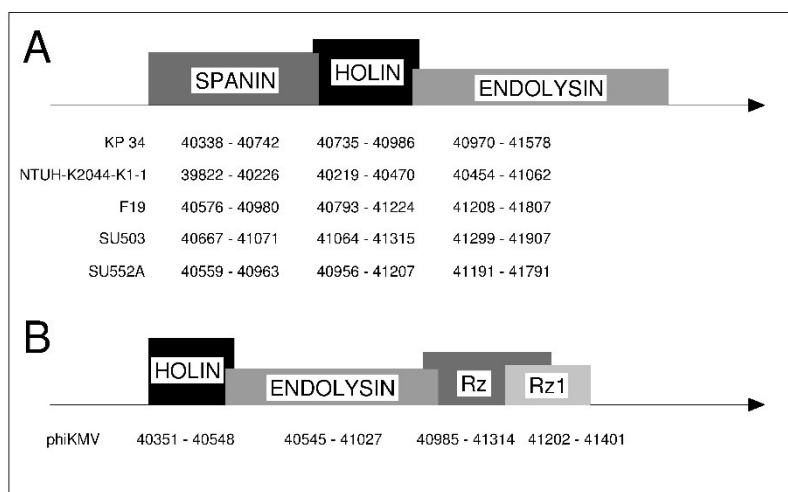 A
SPANIN HOLIN ENDOLYSIN
KP 34 40338 - 40742 40735 - 40986 40970 - 41578
NTUH-K2044-K1-1 39822 - 40226 40219 - 40470 40454 - 41062
F19 40576 - 40980 40793 - 41224 41208 - 41807
SU503 40667 - 41071 41064 - 41315 41299 - 41907
SU552A 40559 - 40963 40956 - 41207 41191 - 41791
B
HOLIN ENDOLYSIN Rz Rz1
phiKMV 40351 - 40548 40545 - 41027 40985 - 41314 41202 - 41401